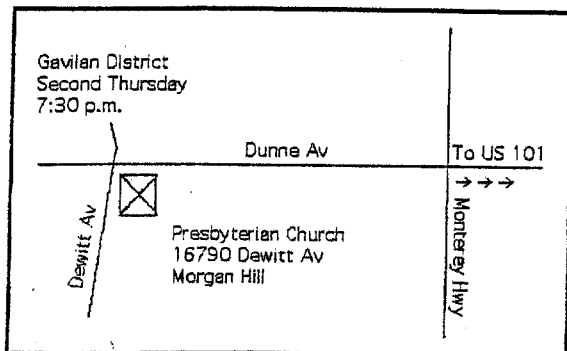 Gavilan District
Second Thursday
7:30 p.m.
Dunne Av
To US 101
Dewitt Av
Presbyterian Church
16790 Dewitt Av
Morgan Hill
Monterey Hwy